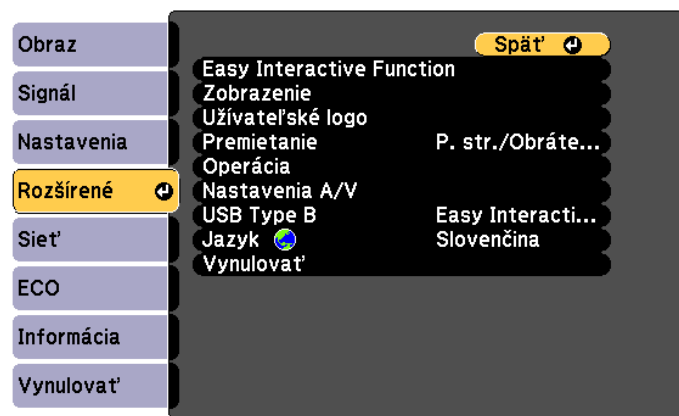 Obraz
Signál
Nastavenia
Rozšírené
Sieť
ECO
Informácia
Vynulovať
Späť
Easy Interactive Function
Zobrazenie
Užívateľské logo
Premietanie P. str./Obráte...
Operácia
Nastavenia A/V
USB Type B Easy Interacti...
Jazyk Slovenčina
Vynulovať